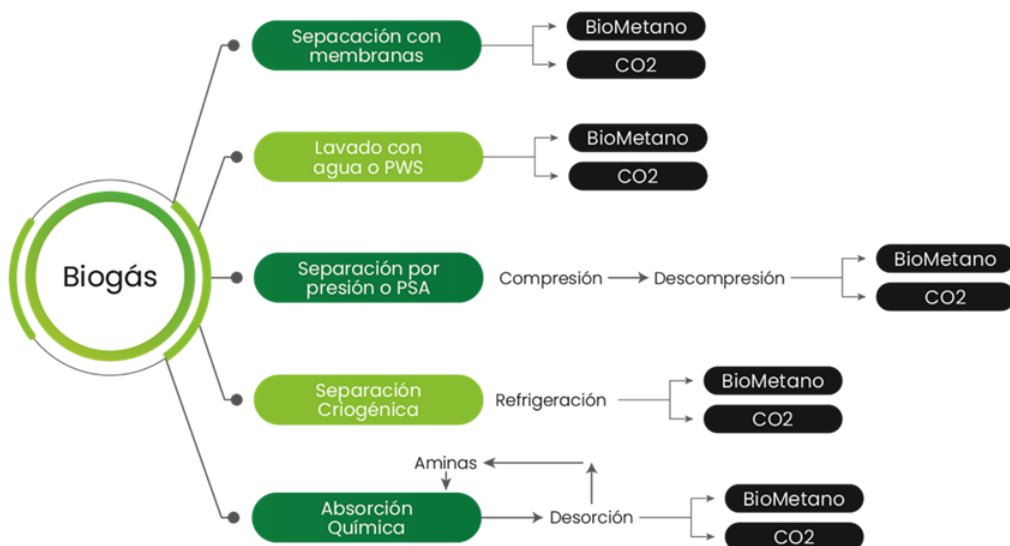 Biogás
Sepacación con
membranas
BioMetano
CO2
Lavado con
agua o PWS
BioMetano
CO2
Separación por
presión o PSA
Compresión
Descompresión
BioMetano
CO2
Separación
Criogénica
Refrigeración
BioMetano
CO2
Aminas
Absorción
Química
Desorción
BioMetano
CO2